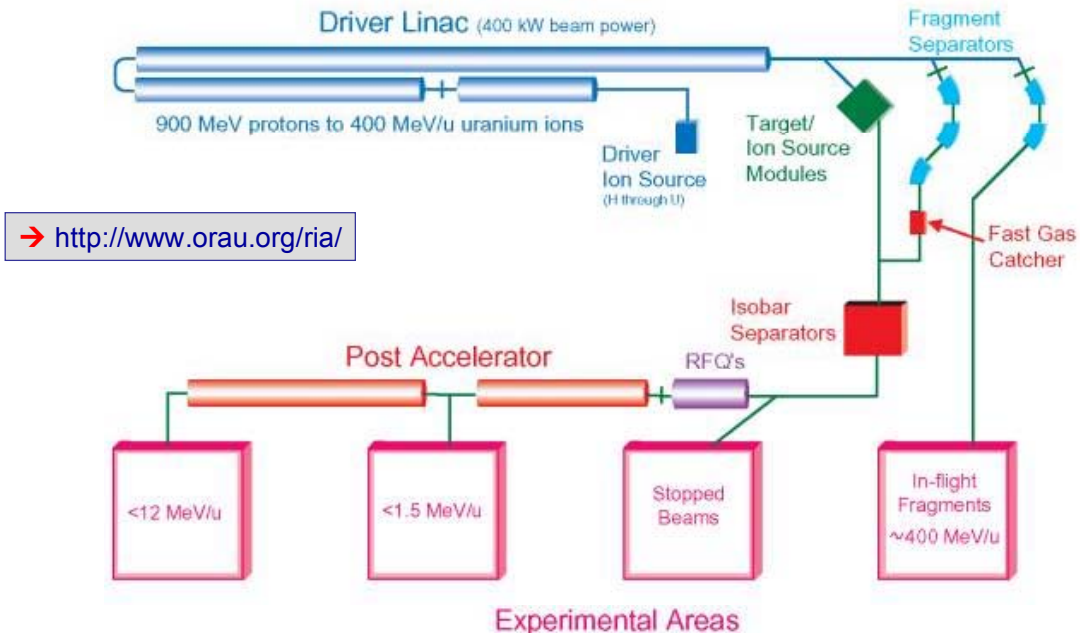 Driver Linac (400 kW beam power)
Fragment
Separators
900 MeV protons to 400 MeV/u uranium ions
Driver
Ion Source
(H through U)
Target/
Ion Source
Modules
➔ http://www.orau.org/ria/
Fast Gas
Catcher
Isobar
Separators
Post Accelerator
RFQ's
<12 MeV/u
<1.5 MeV/u
Stopped
Beams
In-flight
Fragments
~400 MeV/u
Experimental Areas